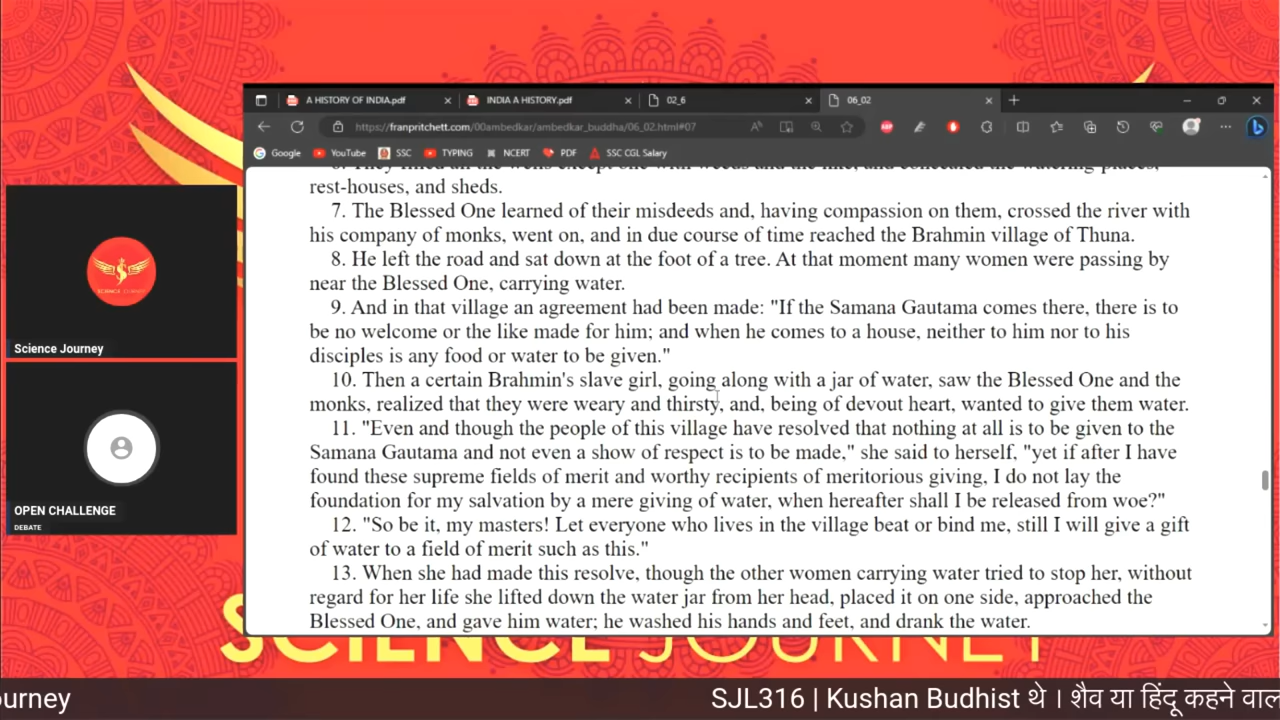 A HISTORY OF INDIA.pdf
INDIA A HISTORY.pdf
02_6
06_02
https://franpritchett.com/00ambedkar/ambedkar_buddha/06_02.html#07
Google
YouTube
SSC
TYPING
NCERT
PDF
SSC CGL Salary
rest-houses, and sheds.
7. The Blessed One learned of their misdeeds and, having compassion on them, crossed the river with
his company of monks, went on, and in due course of time reached the Brahmin village of Thuna.
8. He left the road and sat down at the foot of a tree. At that moment many women were passing by
near the Blessed One, carrying water.
9. And in that village an agreement had been made: "If the Samana Gautama comes there, there is to
be no welcome or the like made for him; and when he comes to a house, neither to him nor to his
disciples is any food or water to be given."
10. Then a certain Brahmin's slave girl, going along with a jar of water, saw the Blessed One and the
monks, realized that they were weary and thirsty, and, being of devout heart, wanted to give them water.
11. "Even and though the people of this village have resolved that nothing at all is to be given to the
Samana Gautama and not even a show of respect is to be made," she said to herself, "yet if after I have
found these supreme fields of merit and worthy recipients of meritorious giving, I do not lay the
foundation for my salvation by a mere giving of water, when hereafter shall I be released from woe?"
12. "So be it, my masters! Let everyone who lives in the village beat or bind me, still I will give a gift
of water to a field of merit such as this."
13. When she had made this resolve, though the other women carrying water tried to stop her, without
regard for her life she lifted down the water jar from her head, placed it on one side, approached the
Blessed One, and gave him water; he washed his hands and feet, and drank the water.
Science Journey
OPEN CHALLENGE
DEBATE
SCIENCE JOURNEY
ourney
SJL316 | Kushan Budhist थे । शैव या हिंदू कहने वाल